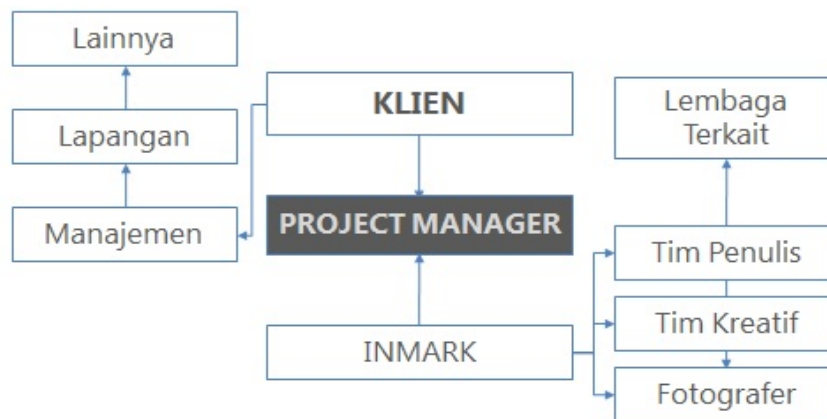 Lainnya
KLIEN
Lembaga
Terkait
Lapangan
PROJECT MANAGER
Manajemen
Tim Penulis
Tim Kreatif
INMARK
Fotografer